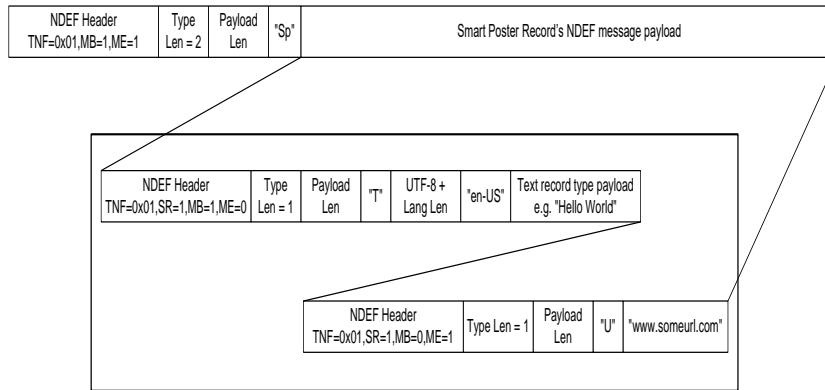 NDEF Header
TNF=0x01,MB=1,ME=1
Type
Len = 2
Payload
Len
"Sp"
Smart Poster Record's NDEF message payload
NDEF Header
TNF=0x01,SR=1,MB=1,ME=0
Type
Len = 1
Payload
Len
"T"
UTF-8 +
Lang Len
"en-US"
Text record type payload
e.g. "Hello World"
NDEF Header
TNF=0x01,SR=1,MB=0,ME=1
Type Len = 1
Payload
Len
"U"
"www.someurl.com"